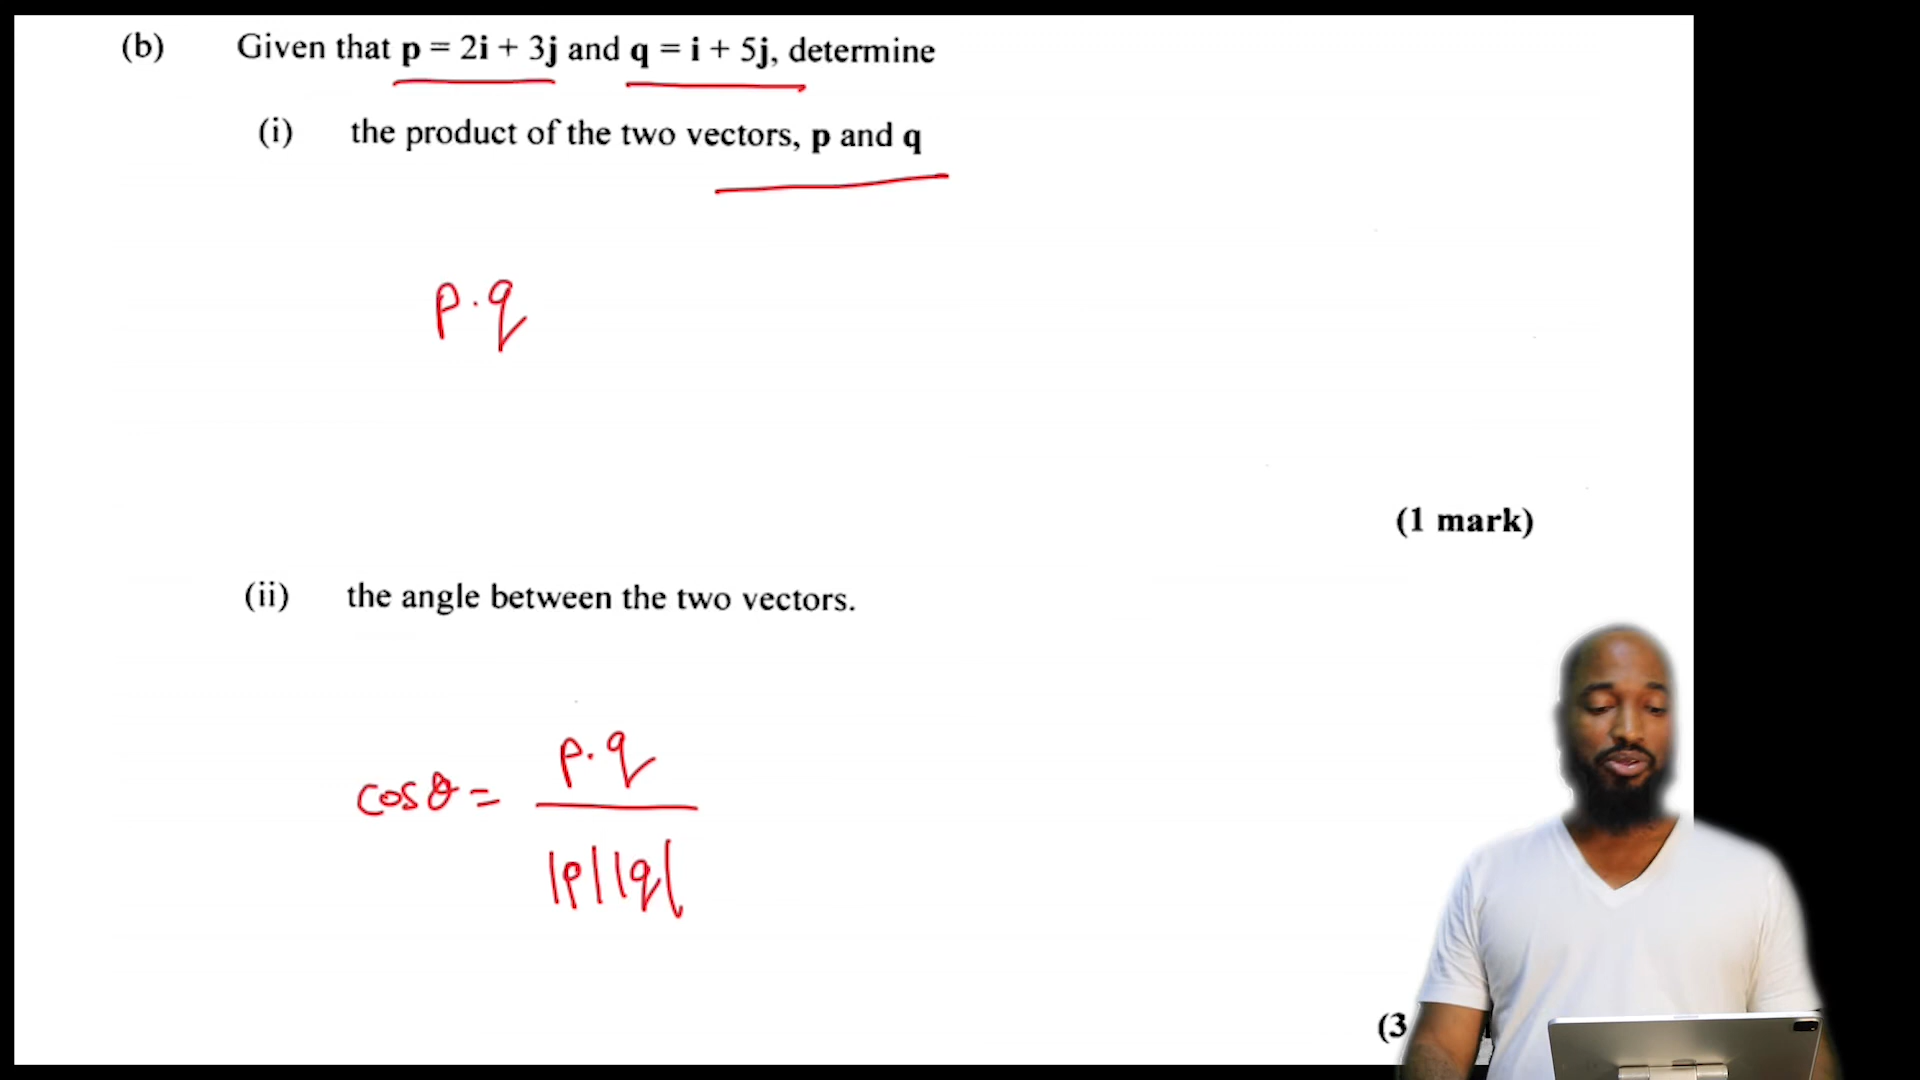 (b) Given that p = 2i + 3j and q = i + 5j, determine
(i) the product of the two vectors, p and q
p.q
(1 mark)
(ii) the angle between the two vectors.
cosθ = p.q
|p||q|
(3